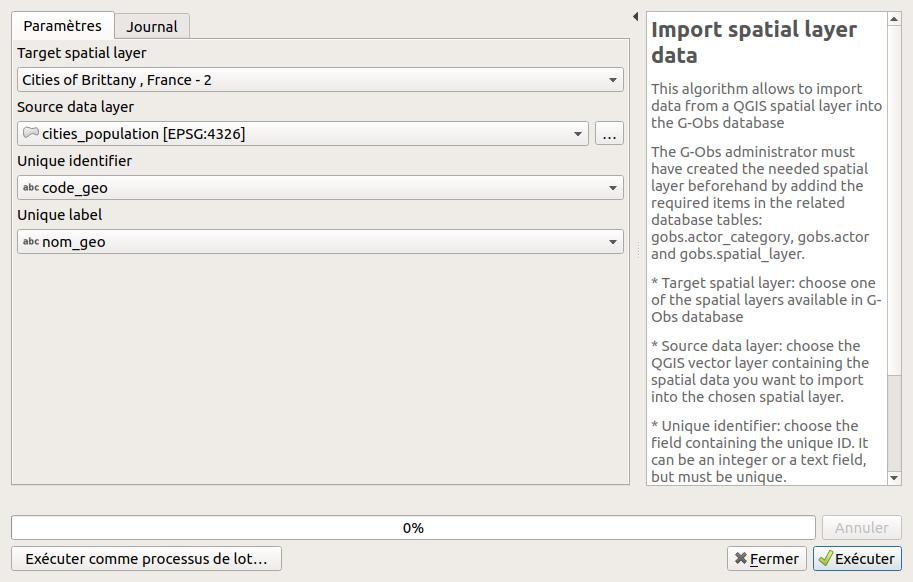 Paramètres
Journal
Target spatial layer
Cities of Brittany , France - 2
Source data layer
cities_population [EPSG:4326]
...
Unique identifier
abc code_geo
Unique label
abc nom_geo
Import spatial layer
data
This algorithm allows to import
data from a QGIS spatial layer into
the G-Obs database
The G-Obs administrator must
have created the needed spatial
layer beforehand by addind the
required items in the related
database tables:
gobs.actor_category, gobs.actor
and gobs.spatial_layer.
* Target spatial layer: choose one
of the spatial layers available in G-
Obs database
* Source data layer: choose the
QGIS vector layer containing the
spatial data you want to import
into the chosen spatial layer.
* Unique identifier: choose the
field containing the unique ID. It
can be an integer or a text field,
but must be unique.
0%
Annuler
Exécuter comme processus de lot...
Fermer
Exécuter